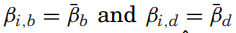 β_{i,b} = β̄_b and β_{i,d} = β̄_d